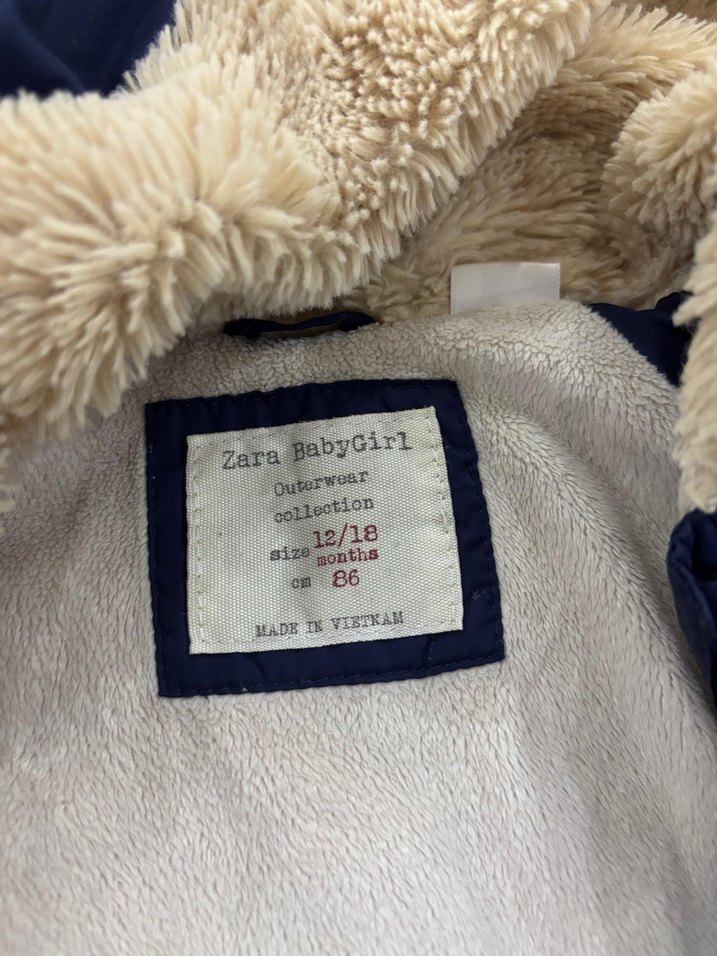 Zara BabyGirl
Outerwear
collection
size 12/18
months
cm 86
MADE IN VIETNAM